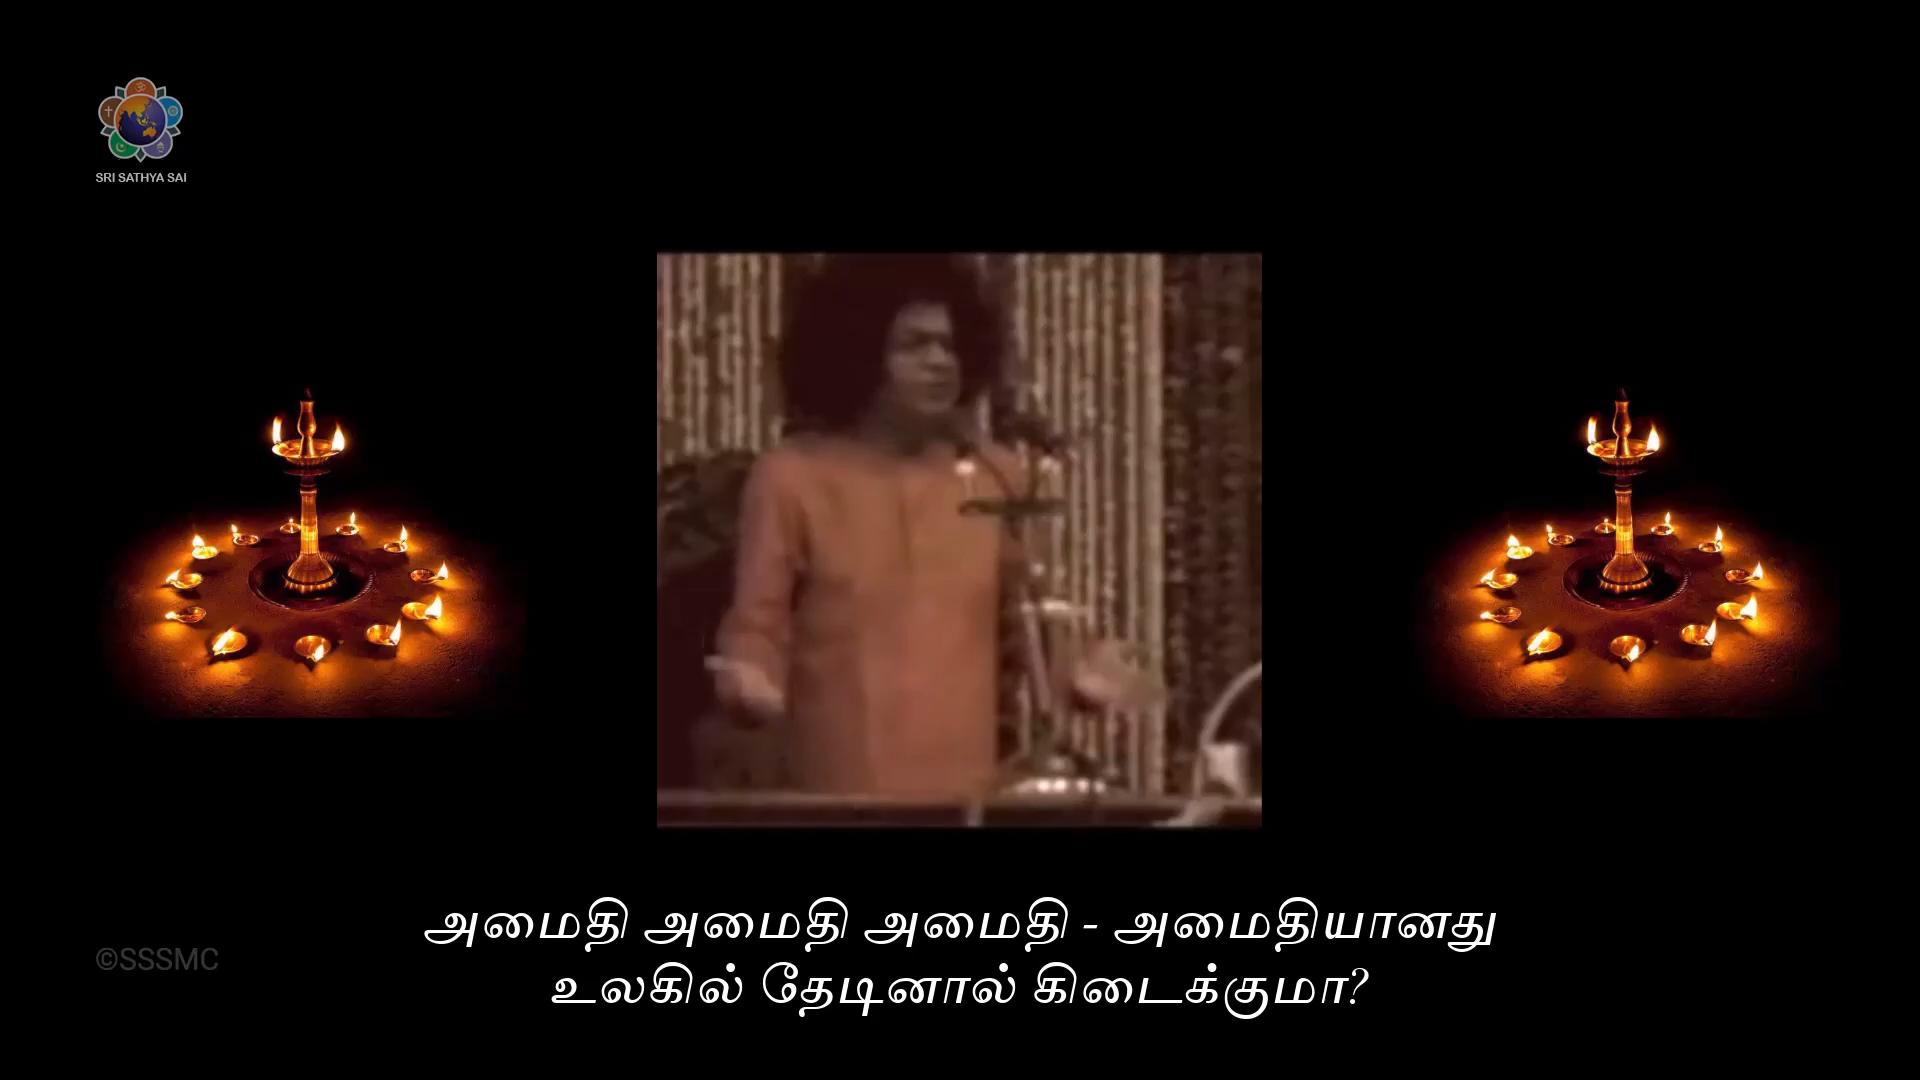 SRI SATHYA SAI
அமைதி அமைதி அமைதி - அமைதியானது
உலகில் தேடினால் கிடைக்குமா?
©SSSMC